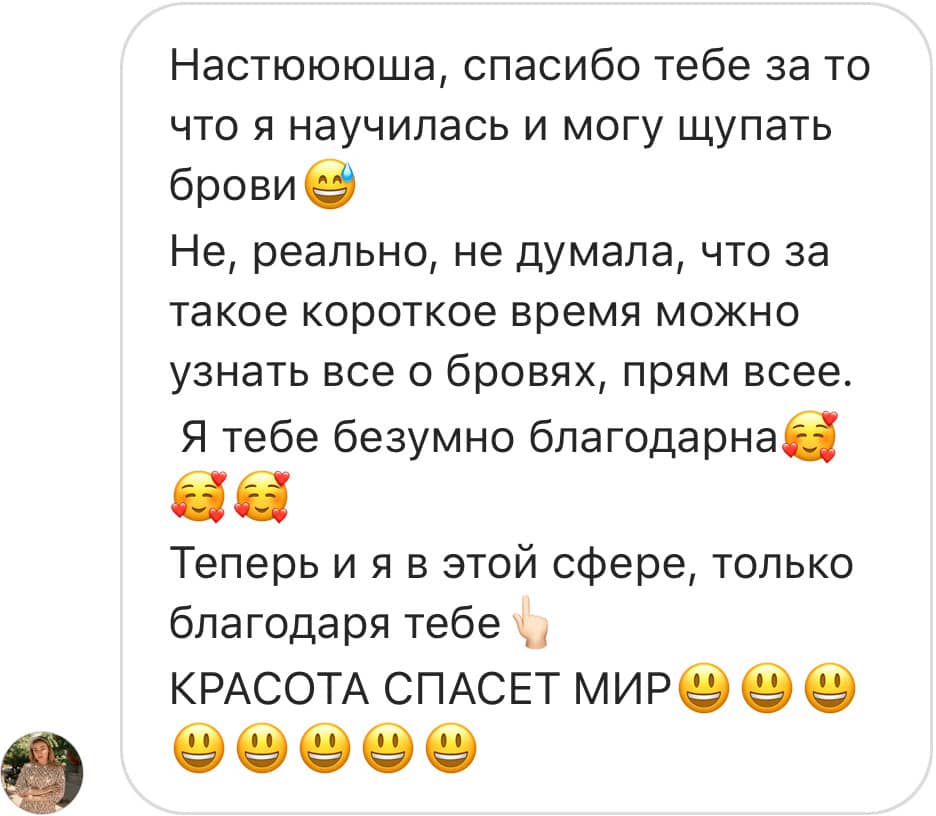 Настюююша, спасибо тебе за то
что я научилась и могу щупать
брови😅
Не, реально, не думала, что за
такое короткое время можно
узнать все о бровях, прям всее.
Я тебе безумно благодарна🥰
🥰🥰
Теперь и я в этой сфере, только
благодаря тебе👆🏻
КРАСОТА СПАСЕТ МИР😃😃😃
😃😃😃😃😃